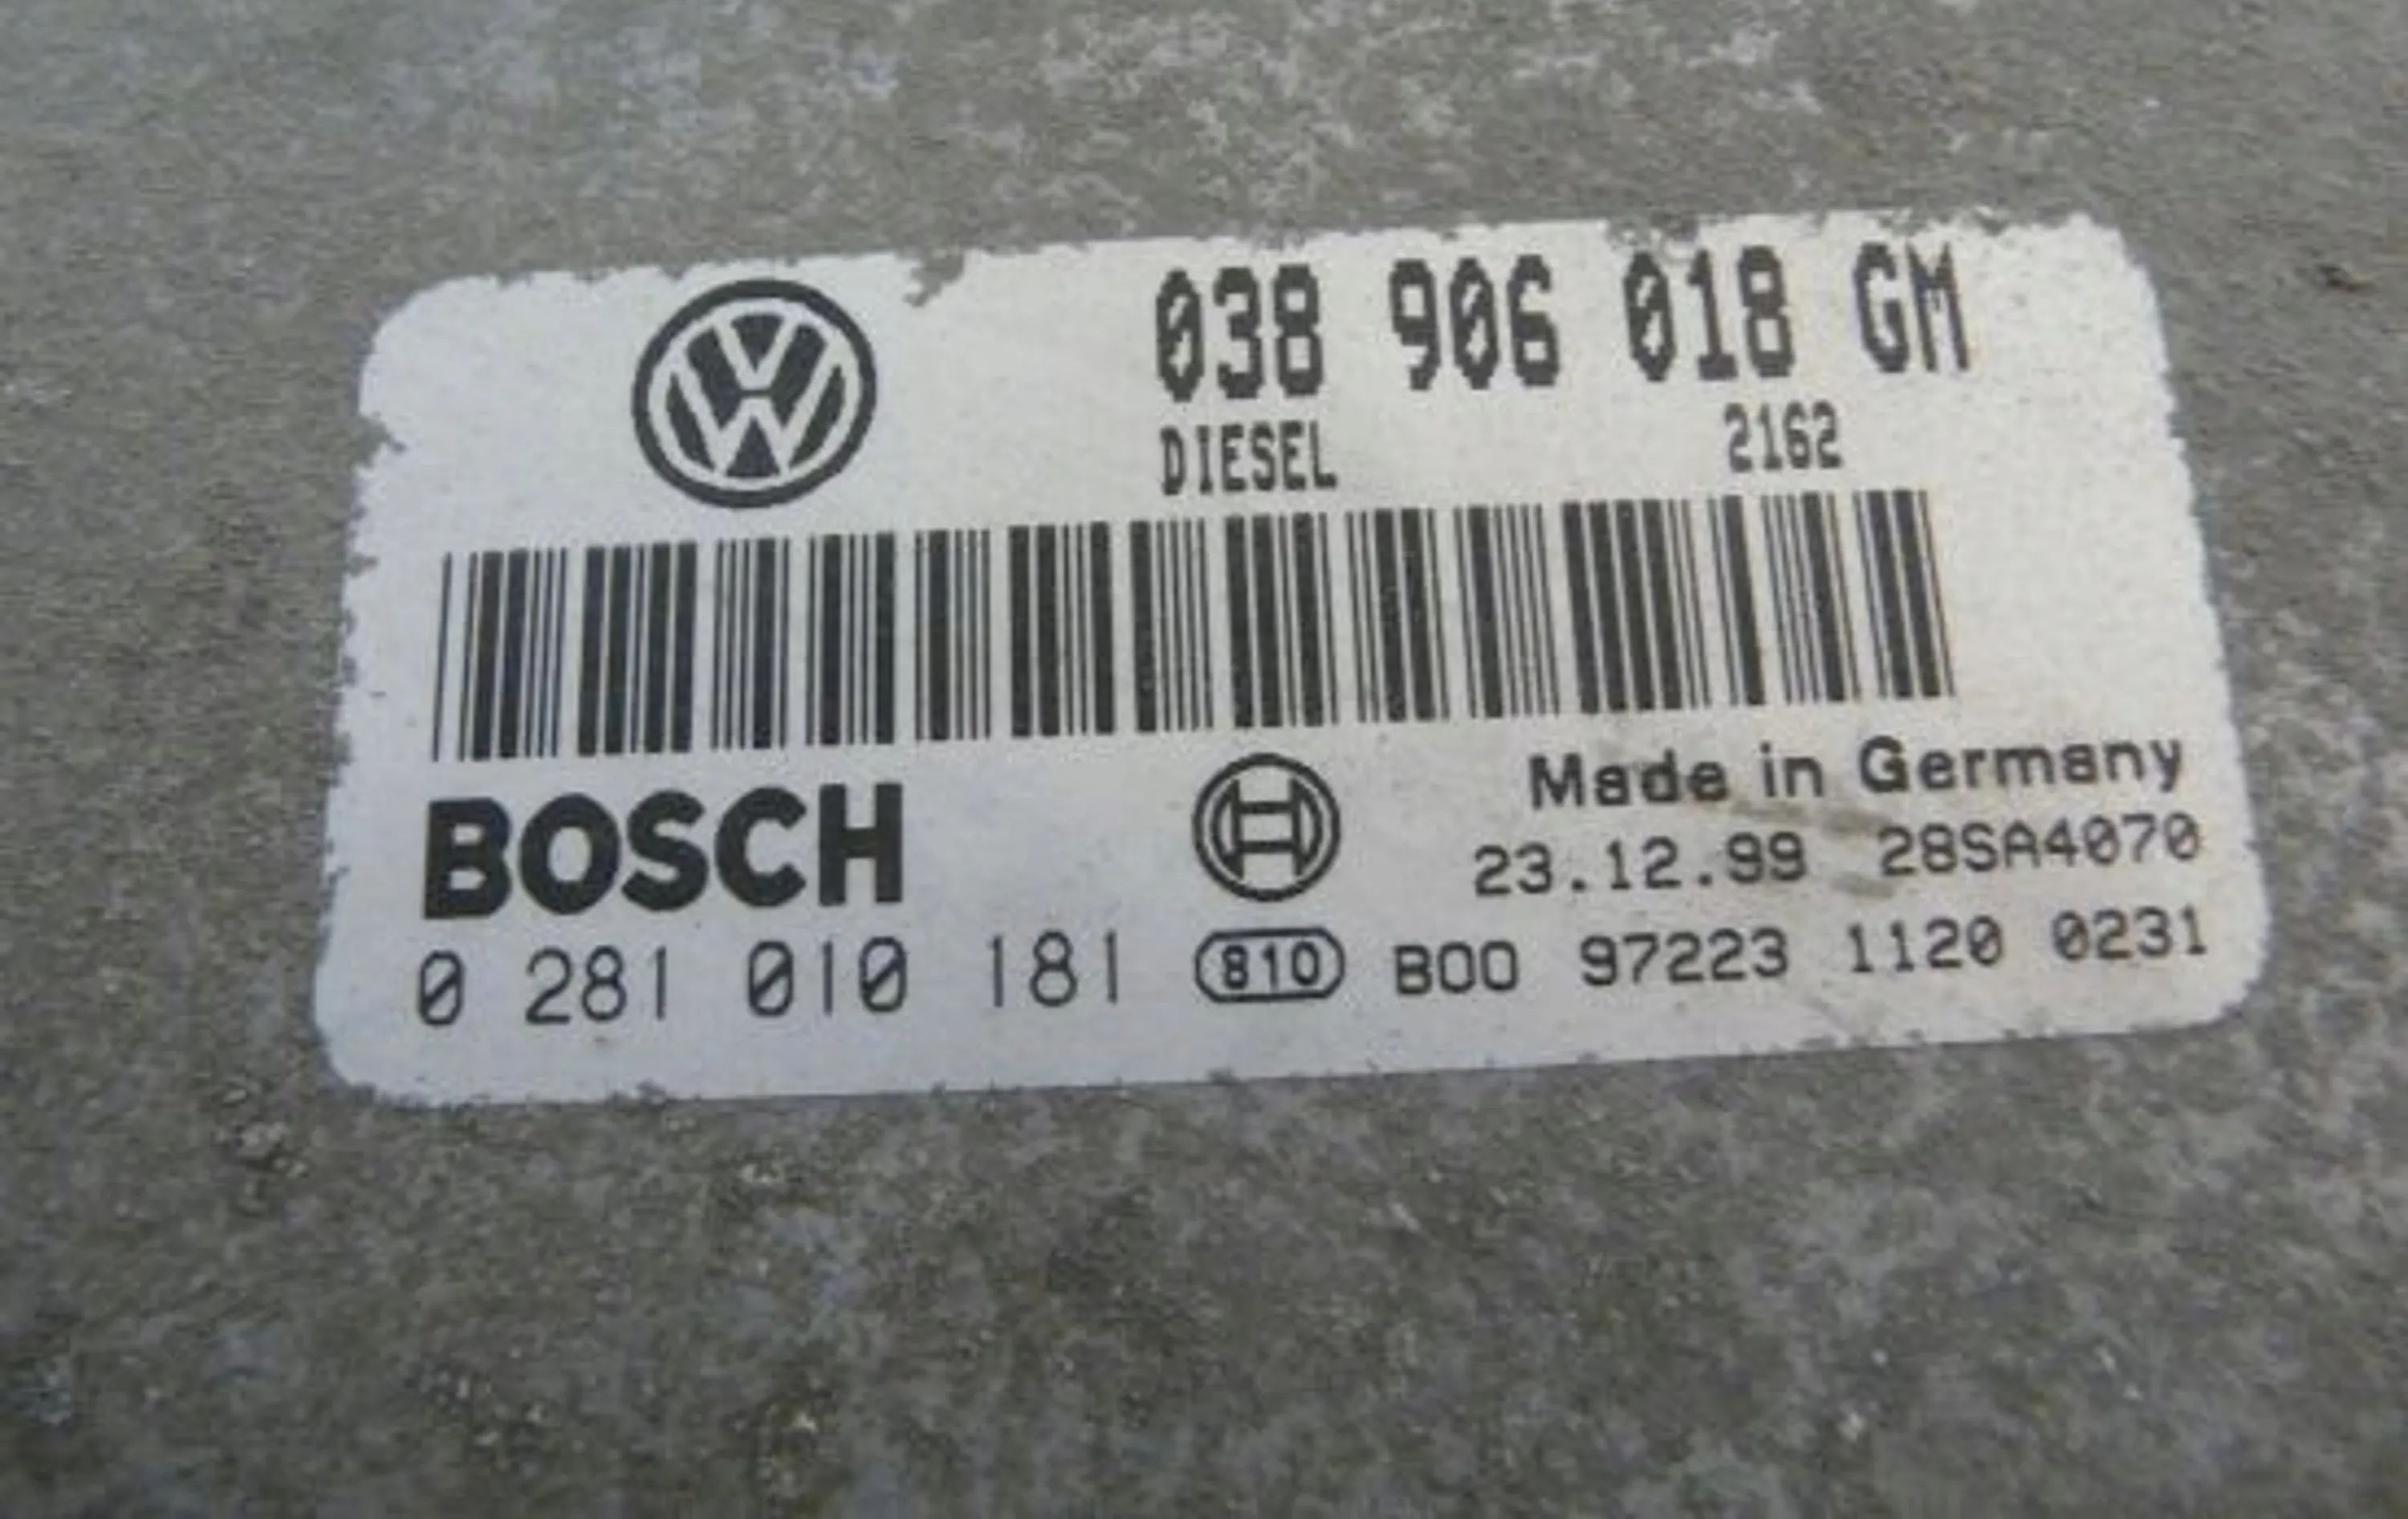 038 906 018 GM
DIESEL 2162
BOSCH
Made in Germany
23.12.99 28SA4070
0 281 010 181 810 B00 97223 1120 0231